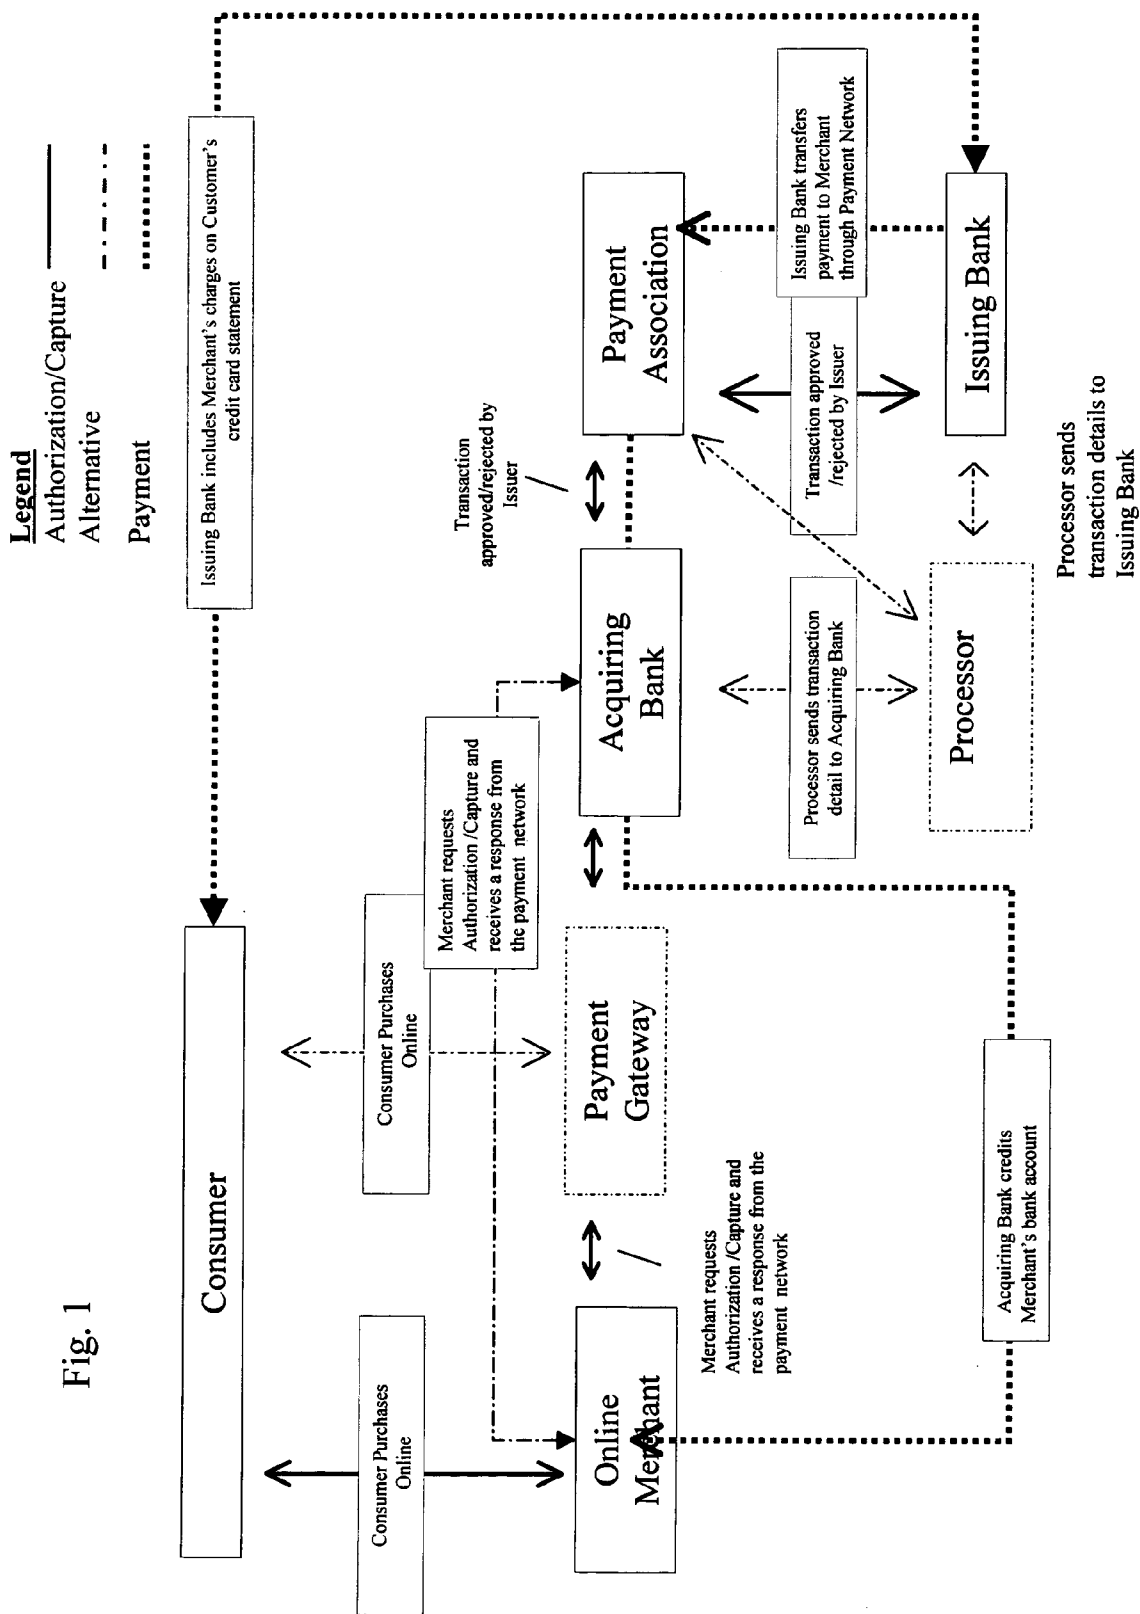 Fig. 1
Legend
Authorization/Capture
Alternative
Payment
Consumer
Issuing Bank includes Merchant's charges on Customer's
credit card statement
Consumer Purchases
Online
Consumer Purchases
Online
Merchant requests
Authorization /Capture and
receives a response from
the payment network
Transaction
approved/rejected by
Issuer
Online
Merchant
Payment
Gateway
Acquiring
Bank
Payment
Association
Merchant requests
Authorization /Capture and
receives a response from the
payment network
Processor sends transaction
detail to Acquiring Bank
Transaction approved
/rejected by Issuer
Issuing Bank transfers
payment to Merchant
through Payment Network
Processor
Issuing Bank
Acquiring Bank credits
Merchant's bank account
Processor sends
transaction details to
Issuing Bank